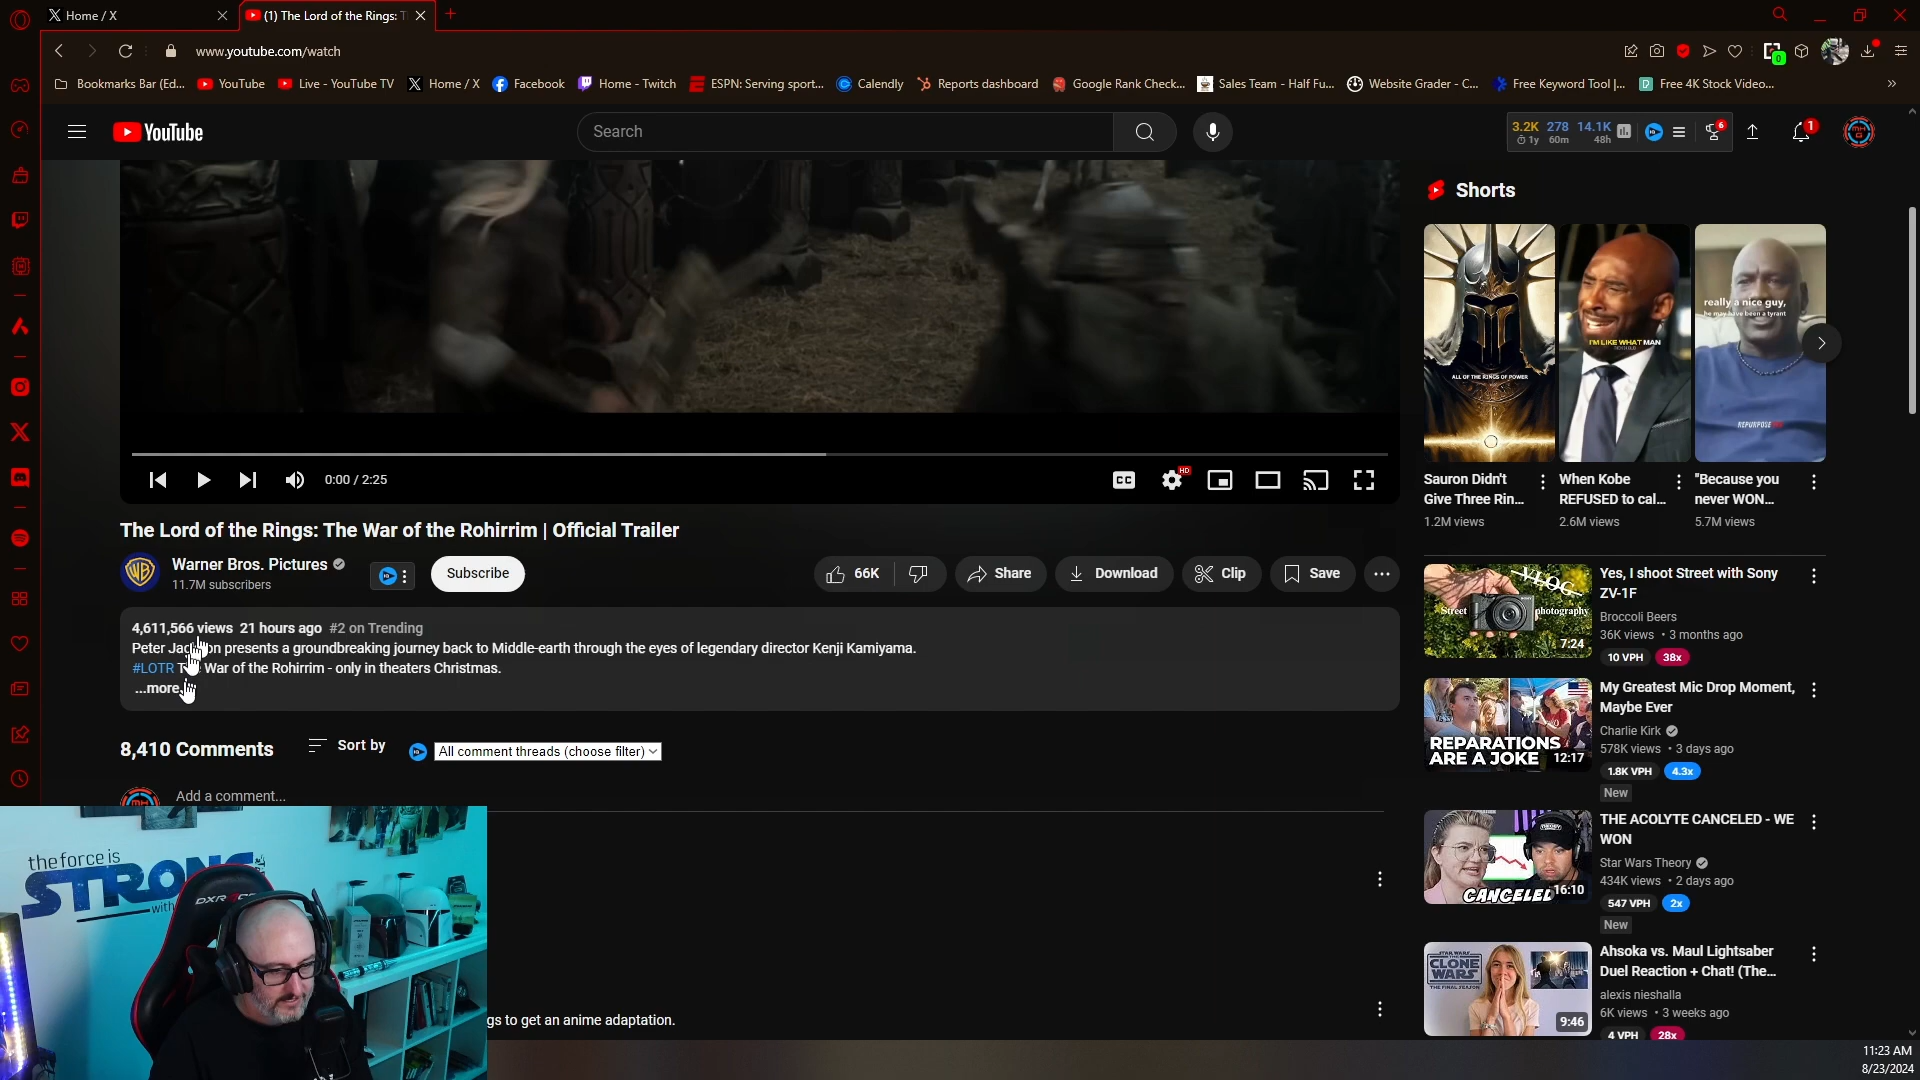 Home / X
(1) The Lord of the Rings: T
www.youtube.com/watch
Bookmarks Bar (Ed...
YouTube
Live - YouTube TV
Home / X
Facebook
Home - Twitch
ESPN: Serving sport...
Calendly
Reports dashboard
Google Rank Check...
Sales Team - Half Fu...
Website Grader - C...
Free Keyword Tool |...
Free 4K Stock Video...
YouTube
Search
3.2K 278 14.1K
1y 60m 48h
6
1
Shorts
ALL OF THE RINGS OF POWER
I'M LIKE WHAT MAN
really a nice guy,
he may have been a tyrant
Sauron Didn't
Give Three Rin...
1.2M views
When Kobe
REFUSED to cal...
2.6M views
"Because you
never WON...
5.7M views
0:00 / 2:25
CC
HD
The Lord of the Rings: The War of the Rohirrim | Official Trailer
Warner Bros. Pictures
11.7M subscribers
Subscribe
66K
Share
Download
Clip
Save
4,611,566 views 21 hours ago #2 on Trending
Peter Jackson presents a groundbreaking journey back to Middle-earth through the eyes of legendary director Kenji Kamiyama.
#LOTR The War of the Rohirrim - only in theaters Christmas.
...more
8,410 Comments
Sort by
All comment threads (choose filter)
Add a comment...
gs to get an anime adaptation.
VLOG
Street photography
7:24
Yes, I shoot Street with Sony
ZV-1F
Broccoli Beers
36K views • 3 months ago
10 VPH 38x
REPARATIONS
ARE A JOKE
12:17
My Greatest Mic Drop Moment,
Maybe Ever
Charlie Kirk
578K views • 3 days ago
1.8K VPH 4.3x
New
CANCELED
16:10
THE ACOLYTE CANCELED - WE
WON
Star Wars Theory
434K views • 2 days ago
547 VPH 2x
New
STAR WARS
CLONE
WARS
THE FINAL SEASON
9:46
Ahsoka vs. Maul Lightsaber
Duel Reaction + Chat! (The...
alexis nieshalla
6K views • 3 weeks ago
4 VPH 28x
the force is
STRONG
with
DXR
11:23 AM
8/23/2024